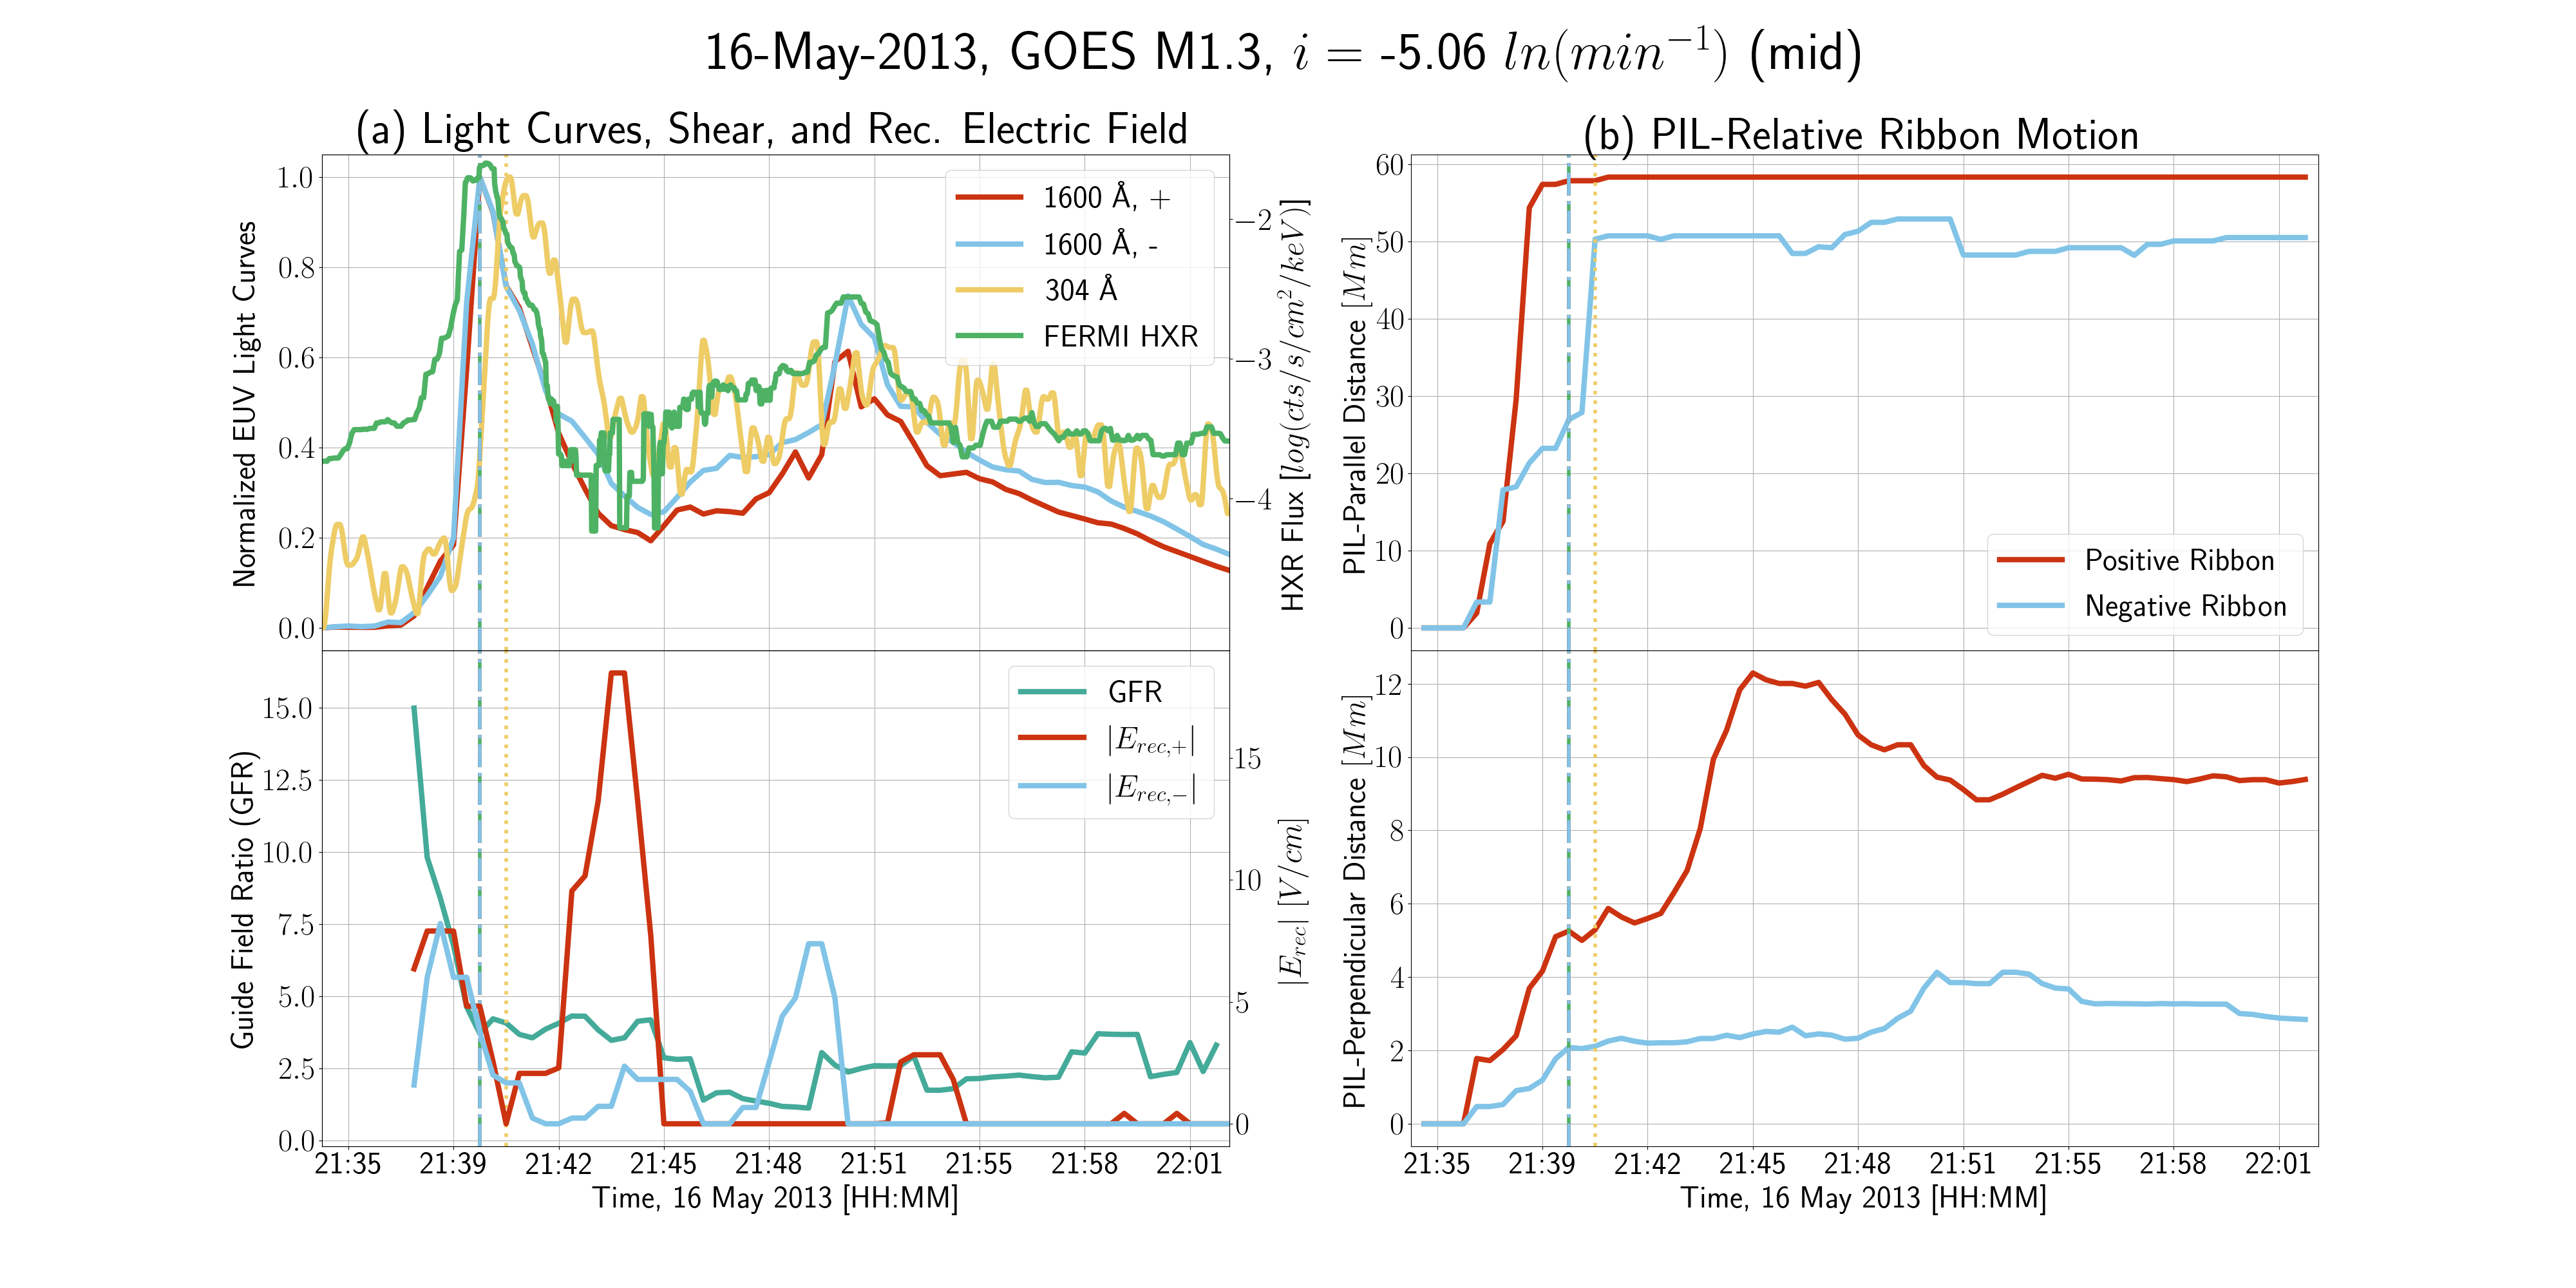 16-May-2013, GOES M1.3, i = -5.06 ln(min⁻¹) (mid)
(a) Light Curves, Shear, and Rec. Electric Field
1.0
0.8
0.6
0.4
0.2
0.0
Normalized EUV Light Curves
1600 Å, +
1600 Å, -
304 Å
FERMI HXR
−2
−3
−4
HXR Flux [log(cts/s/cm²/keV)]
15.0
12.5
10.0
7.5
5.0
2.5
0.0
Guide Field Ratio (GFR)
GFR
|E_{rec,+}|
|E_{rec,−}|
15
10
5
0
|E_{rec}| [V/cm]
21:35 21:39 21:42 21:45 21:48 21:51 21:55 21:58 22:01
Time, 16 May 2013 [HH:MM]
(b) PIL-Relative Ribbon Motion
60
50
40
30
20
10
0
PIL-Parallel Distance [Mm]
Positive Ribbon
Negative Ribbon
12
10
8
6
4
2
0
PIL-Perpendicular Distance [Mm]
21:35 21:39 21:42 21:45 21:48 21:51 21:55 21:58 22:01
Time, 16 May 2013 [HH:MM]